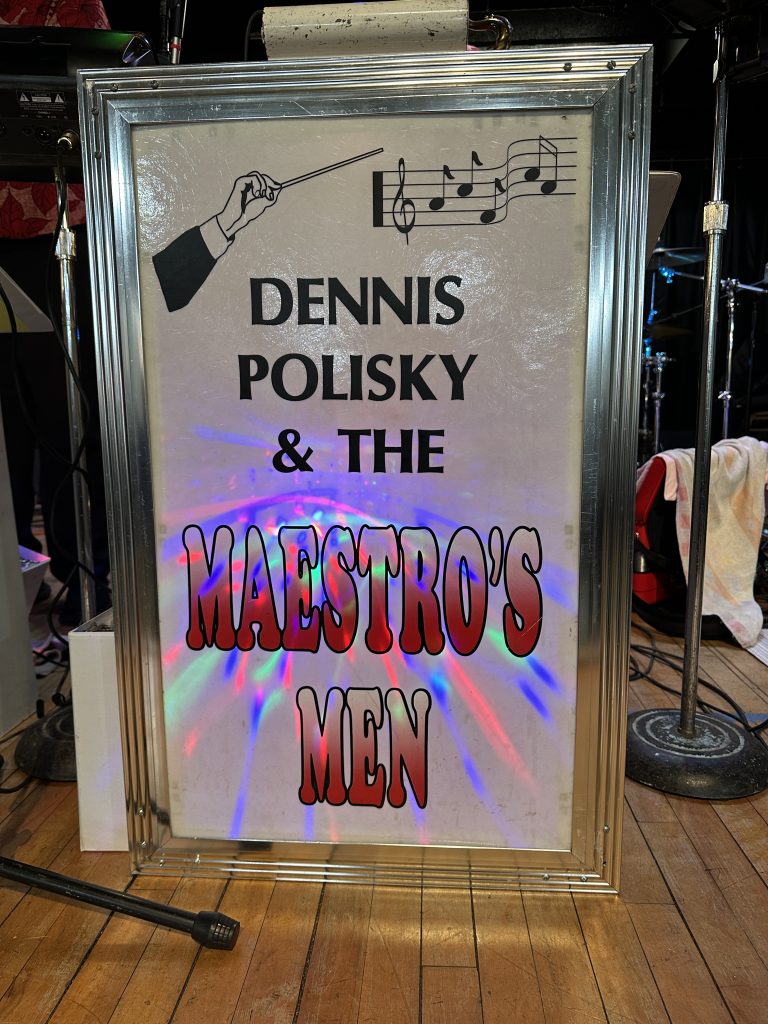 DENNIS
POLISKY
& THE
MAESTRO'S
MEN